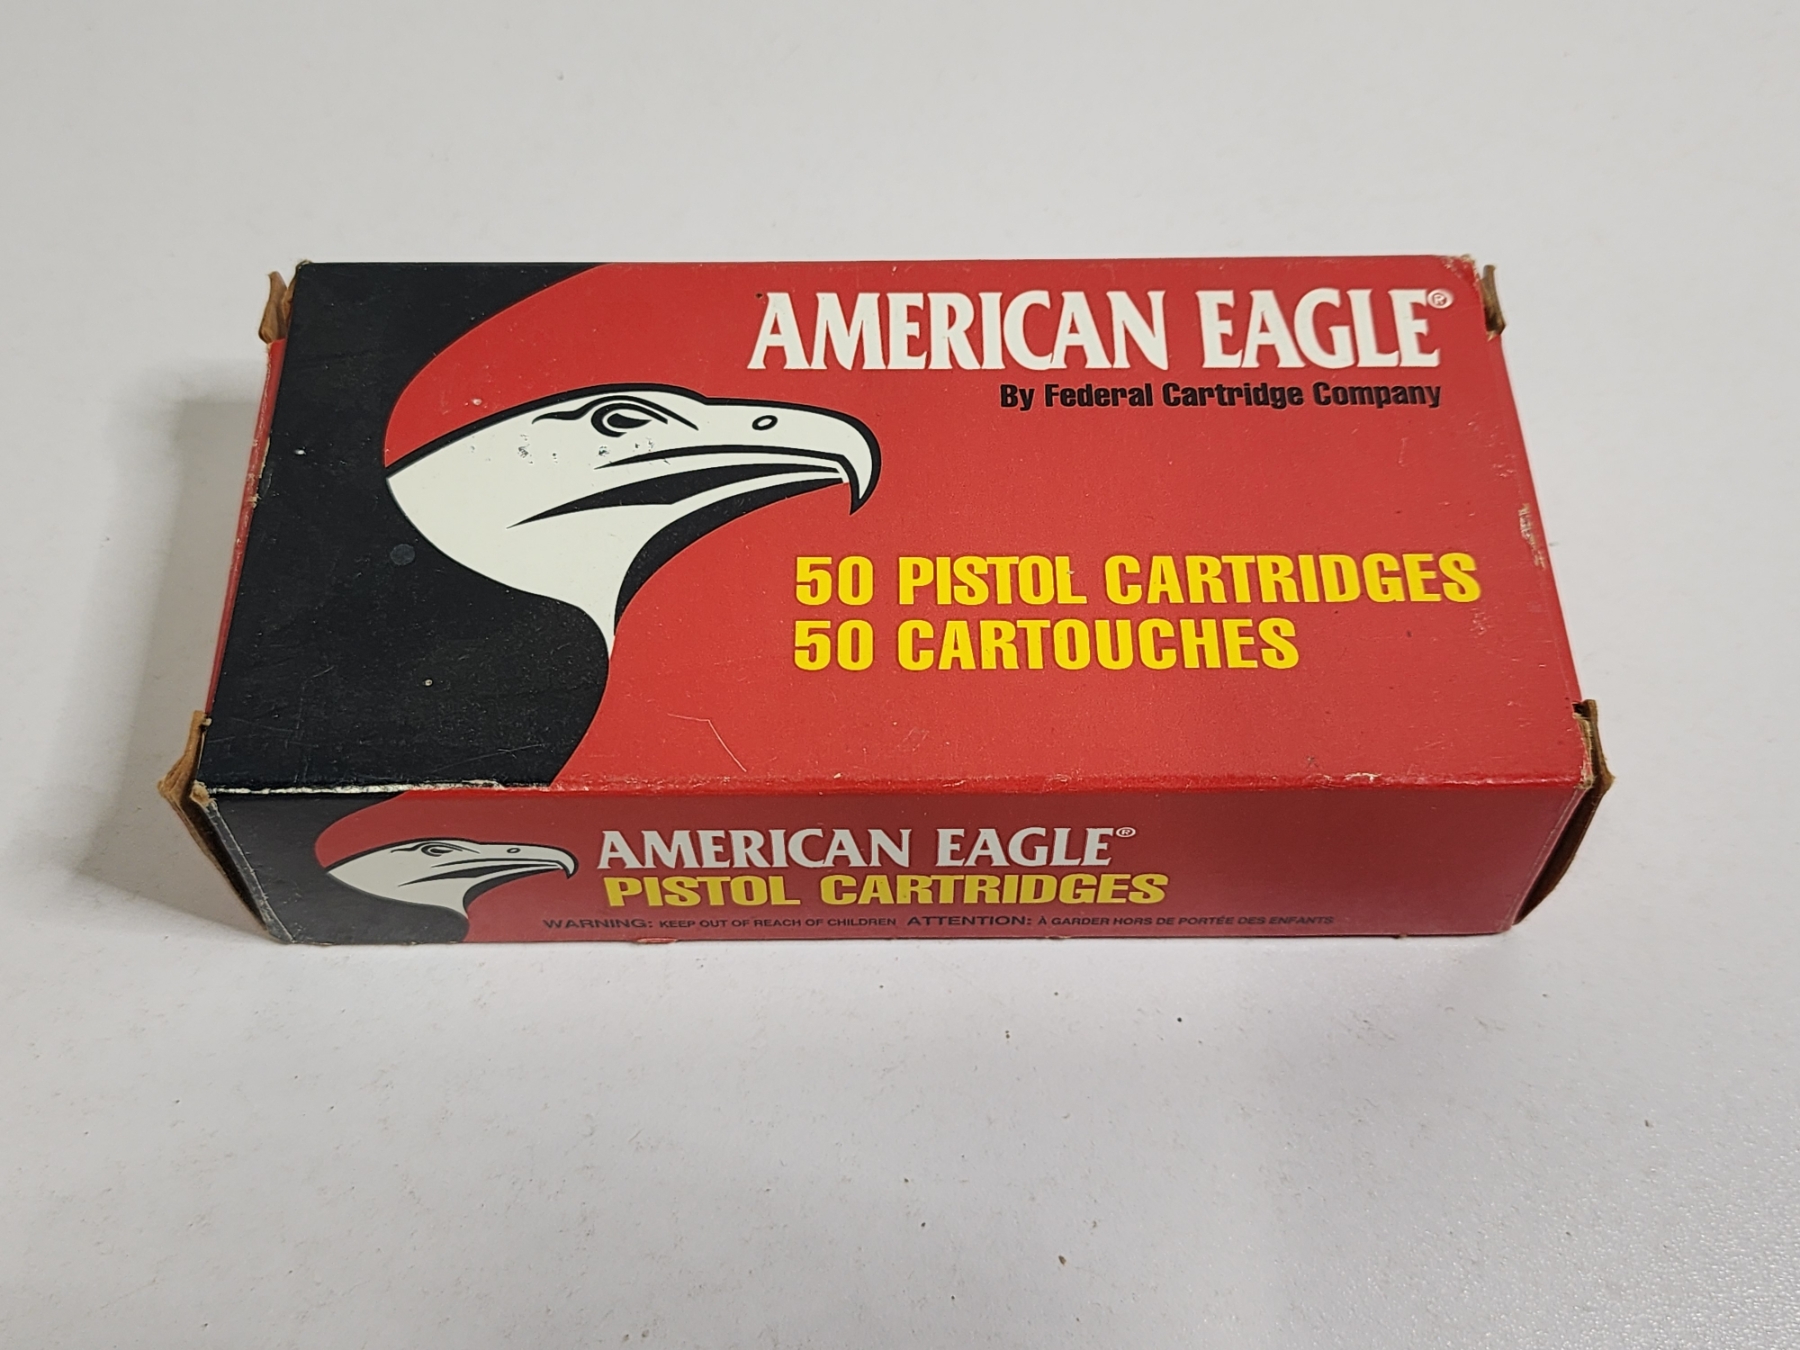 AMERICAN EAGLE®
By Federal Cartridge Company
50 PISTOL CARTRIDGES
50 CARTOUCHES
AMERICAN EAGLE®
PISTOL CARTRIDGES
WARNING: KEEP OUT OF REACH OF CHILDREN ATTENTION: À GARDER HORS DE PORTÉE DES ENFANTS